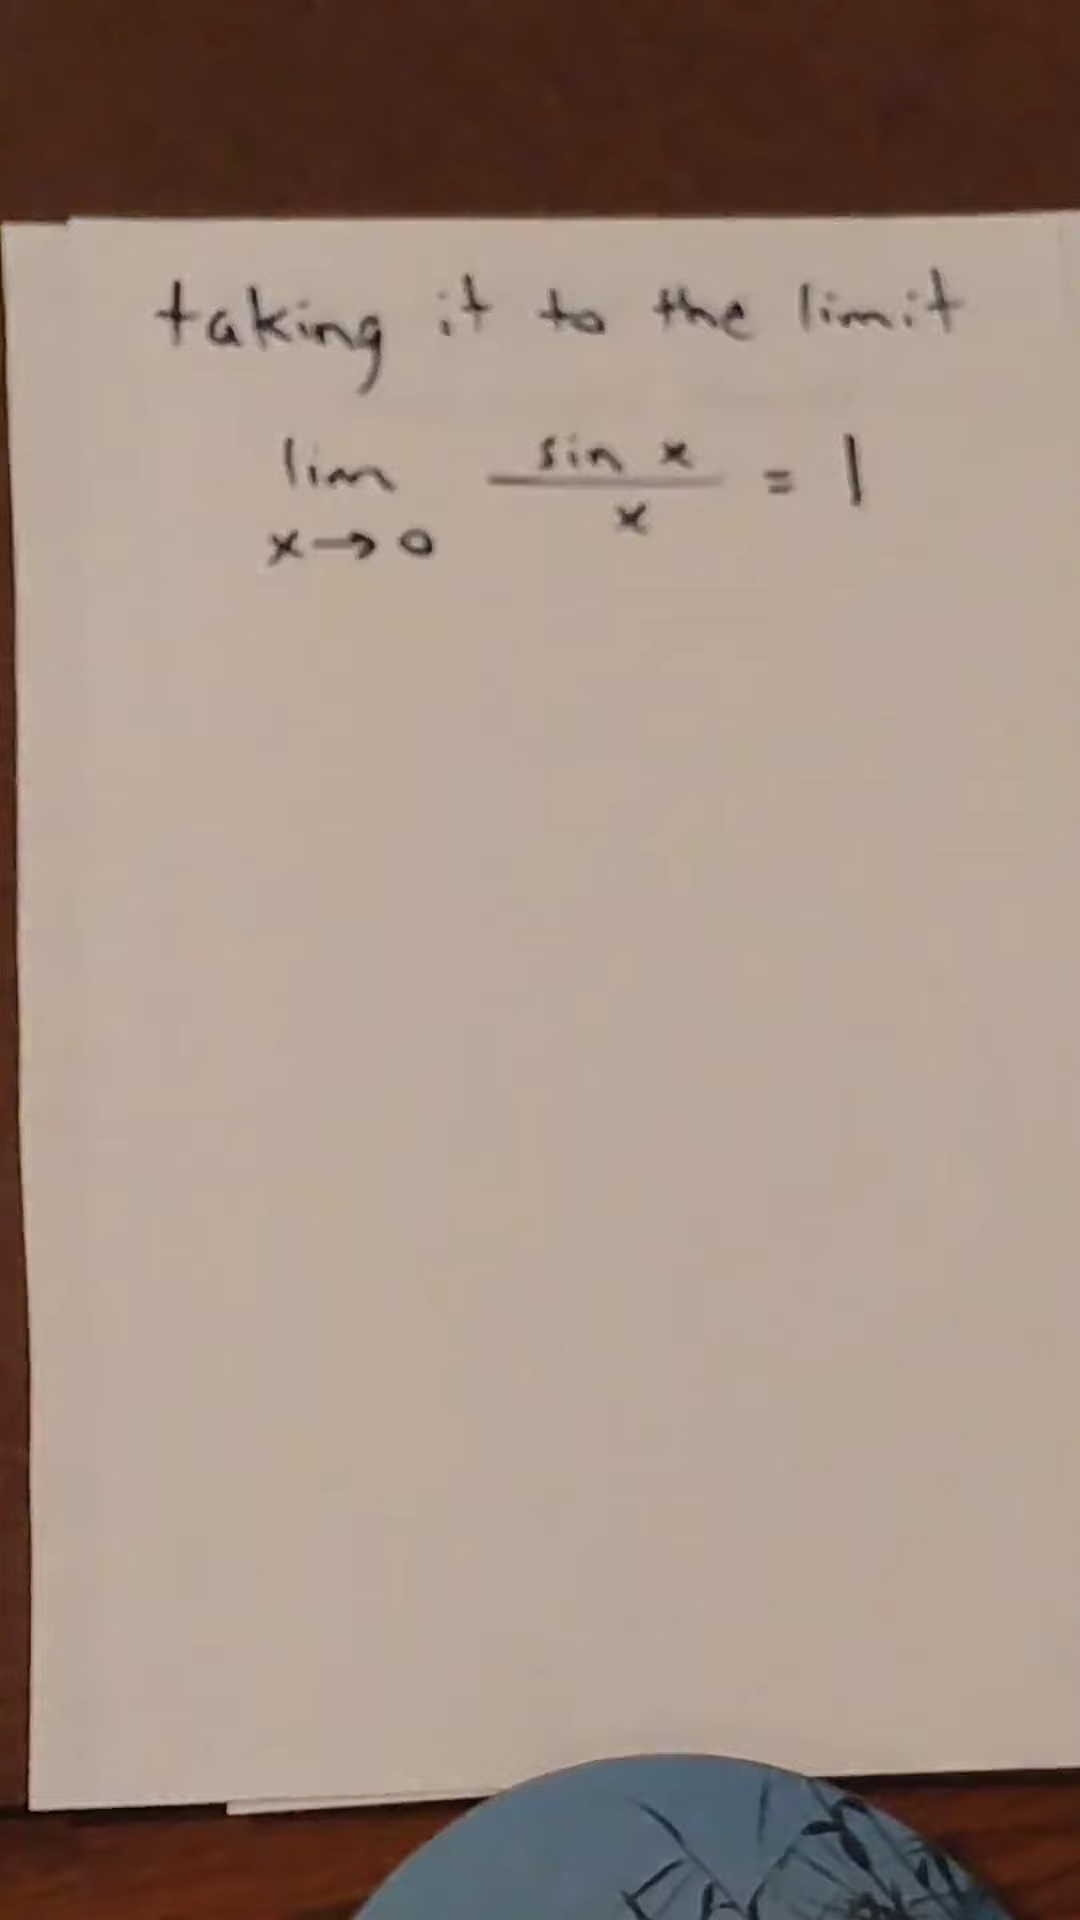 taking it to the limit
lim sin x / x = 1
x→0